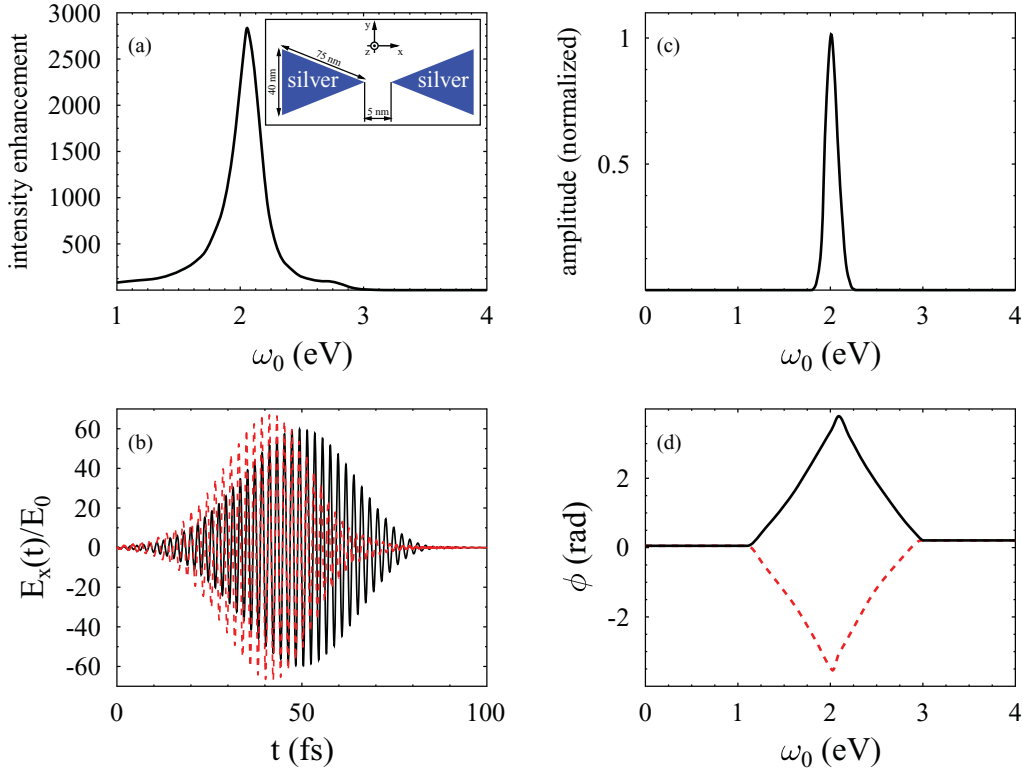 (a)
intensity enhancement
3000
2500
2000
1500
1000
500
1 2 3 4
ω₀ (eV)
y
z x
75 nm
40 nm
silver silver
5 nm
(c)
amplitude (normalized)
1
0.5
0 1 2 3 4
ω₀ (eV)
(b)
E_x(t)/E_0
60
40
20
0
-20
-40
-60
0 50 100
t (fs)
(d)
ϕ (rad)
2
0
-2
0 1 2 3 4
ω₀ (eV)